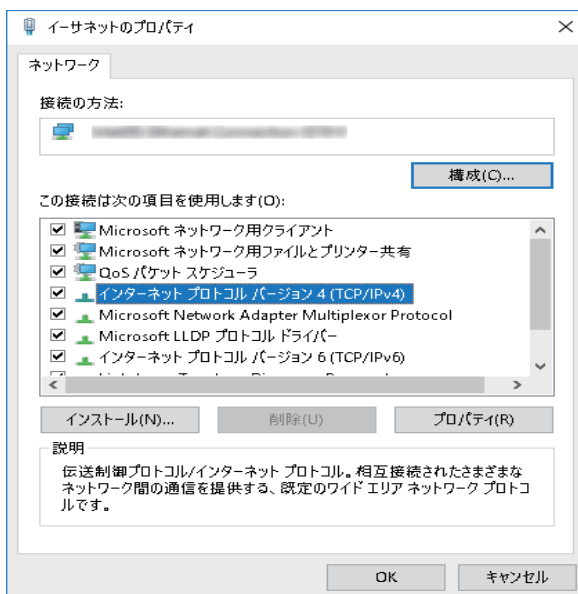 イーサネットのプロパティ
ネットワーク
接続の方法:
構成(C)...
この接続は次の項目を使用します(O):
Microsoft ネットワーク用クライアント
Microsoft ネットワーク用ファイルとプリンター共有
QoS パケット スケジューラ
インターネット プロトコル バージョン 4 (TCP/IPv4)
Microsoft Network Adapter Multiplexor Protocol
Microsoft LLDP プロトコル ドライバー
インターネット プロトコル バージョン 6 (TCP/IPv6)
インストール(N)...
削除(U)
プロパティ(R)
説明
伝送制御プロトコル/インターネット プロトコル。相互接続されたさまざまな
ネットワーク間の通信を提供する、既定のワイド エリア ネットワーク プロトコ
ルです。
OK
キャンセル